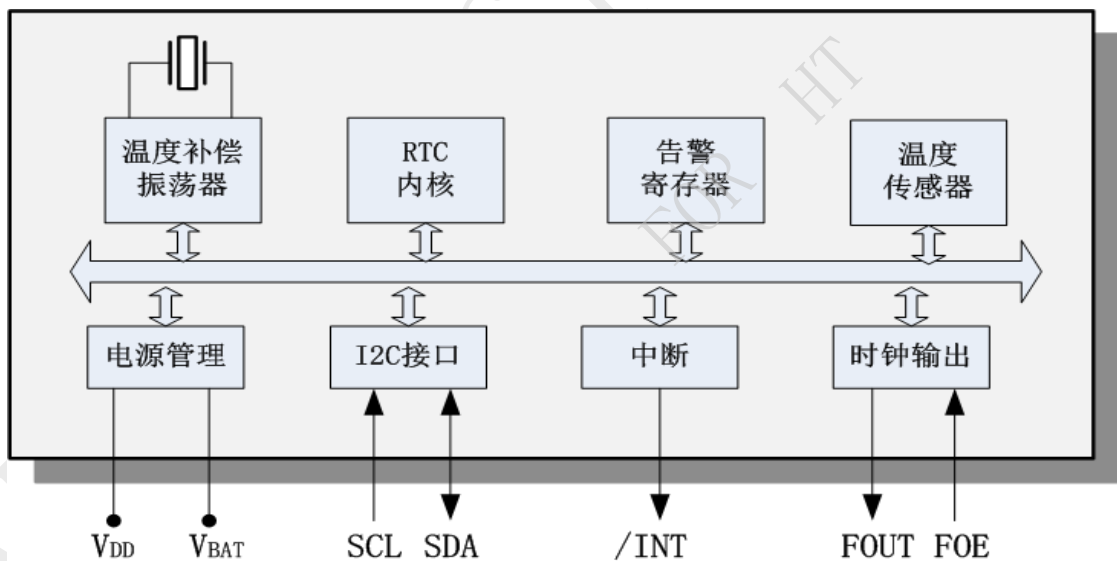 温度补偿
振荡器
RTC
内核
告警
寄存器
温度
传感器
电源管理
I2C接口
中断
时钟输出
VDD
VBAT
SCL
SDA
/INT
FOUT
FOE
FOR HT